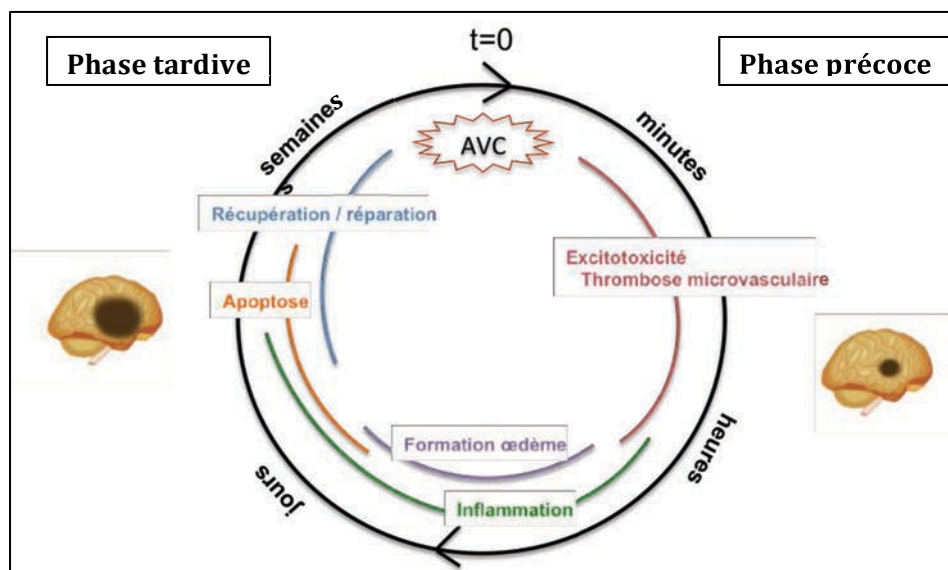 t=0
Phase tardive
Phase précoce
AVC
semaines
s
minutes
Récupération / réparation
Excitotoxicité
Thrombose microvasculaire
Apoptose
Formation œdème
heures
jours
Inflammation